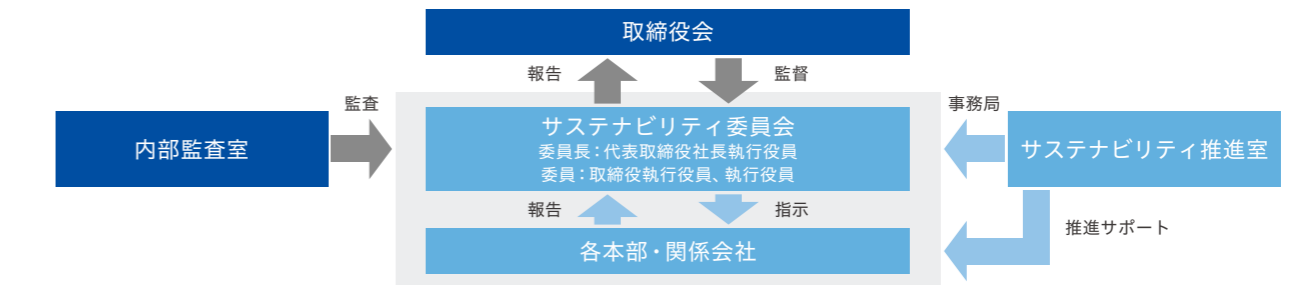 取締役会
報告
監督
監査
事務局
内部監査室
サステナビリティ委員会
委員長：代表取締役社長執行役員
委員：取締役執行役員、執行役員
サステナビリティ推進室
報告
指示
推進サポート
各本部・関係会社